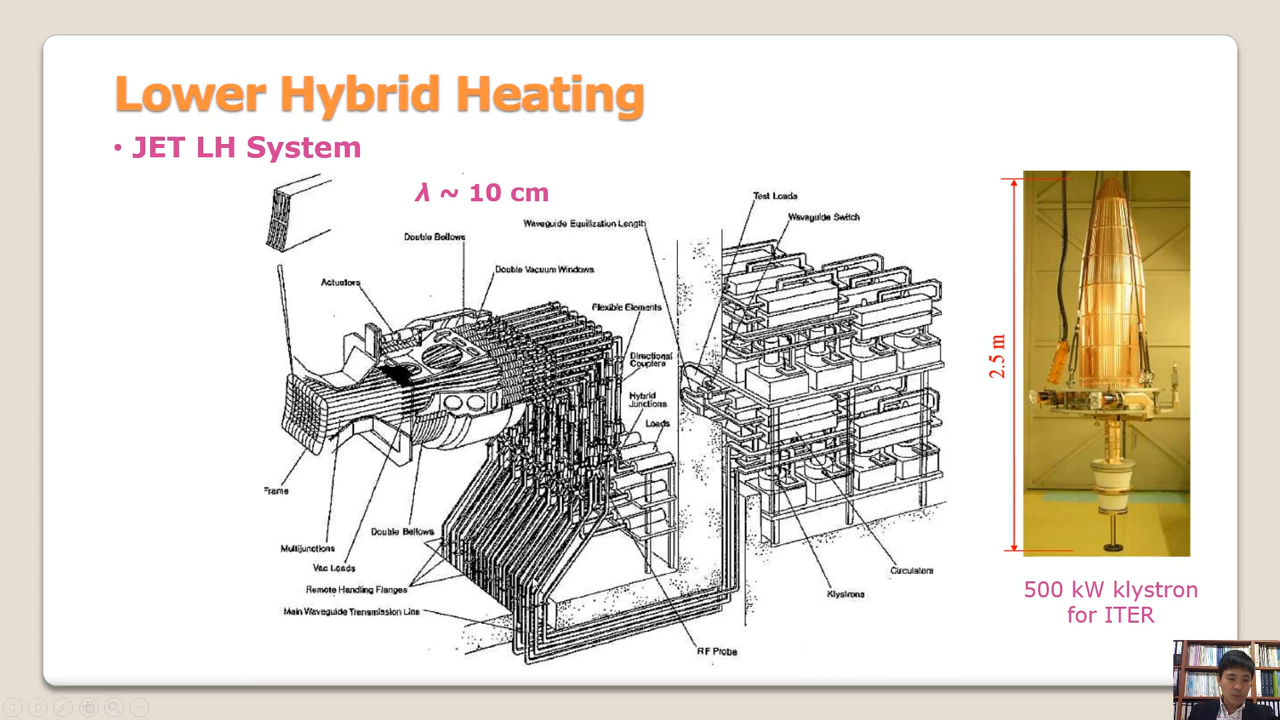 Lower Hybrid Heating
• JET LH System
λ ~ 10 cm
Test Loads
Waveguide Switch
Waveguide Equilization Length
Double Bellows
Double Vacuum Windows
Actuators
Flexible Elements
Directional
Couplers
Hybrid
Junctions
Loads
Frame
Double Bellows
Multijunctions
Vac Loads
Remote Handling Flanges
Main Waveguide Transmission Line
Circulators
Klystrons
RF Probe
2.5 m
500 kW klystron
for ITER